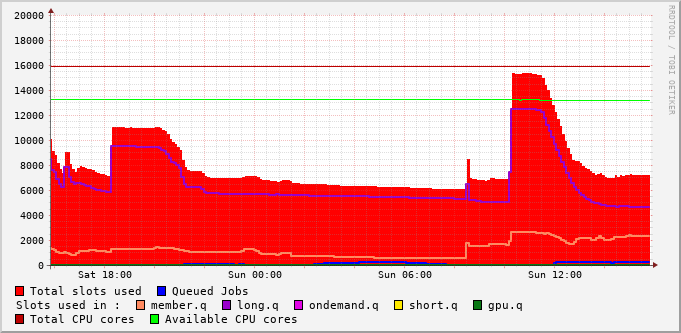 20000
18000
16000
14000
12000
10000
8000
6000
4000
2000
0
Sat 18:00 Sun 00:00 Sun 06:00 Sun 12:00
Total slots used Queued Jobs
Slots used in : member.q long.q ondemand.q short.q gpu.q
Total CPU cores Available CPU cores
RRDTOOL / TOBI OETIKER